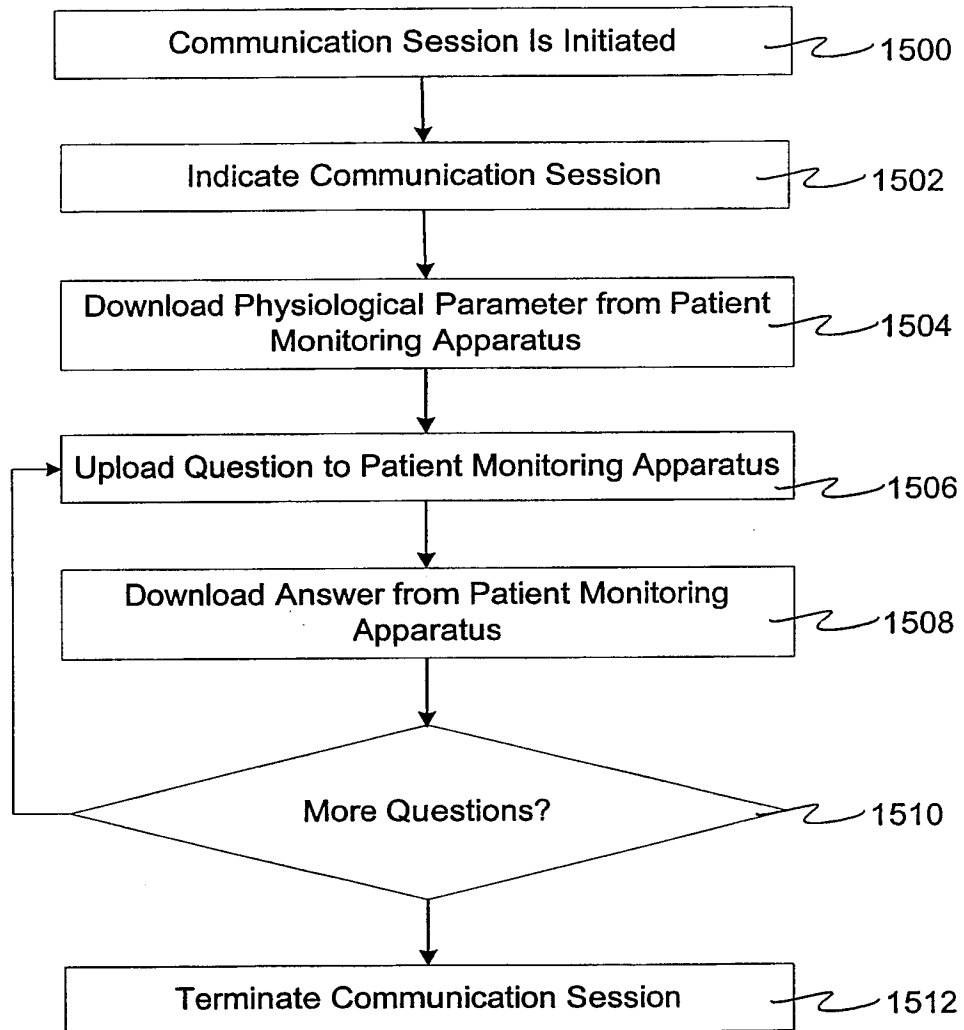 Communication Session Is Initiated
1500
Indicate Communication Session
1502
Download Physiological Parameter from Patient
Monitoring Apparatus
1504
Upload Question to Patient Monitoring Apparatus
1506
Download Answer from Patient Monitoring
Apparatus
1508
More Questions?
1510
Terminate Communication Session
1512